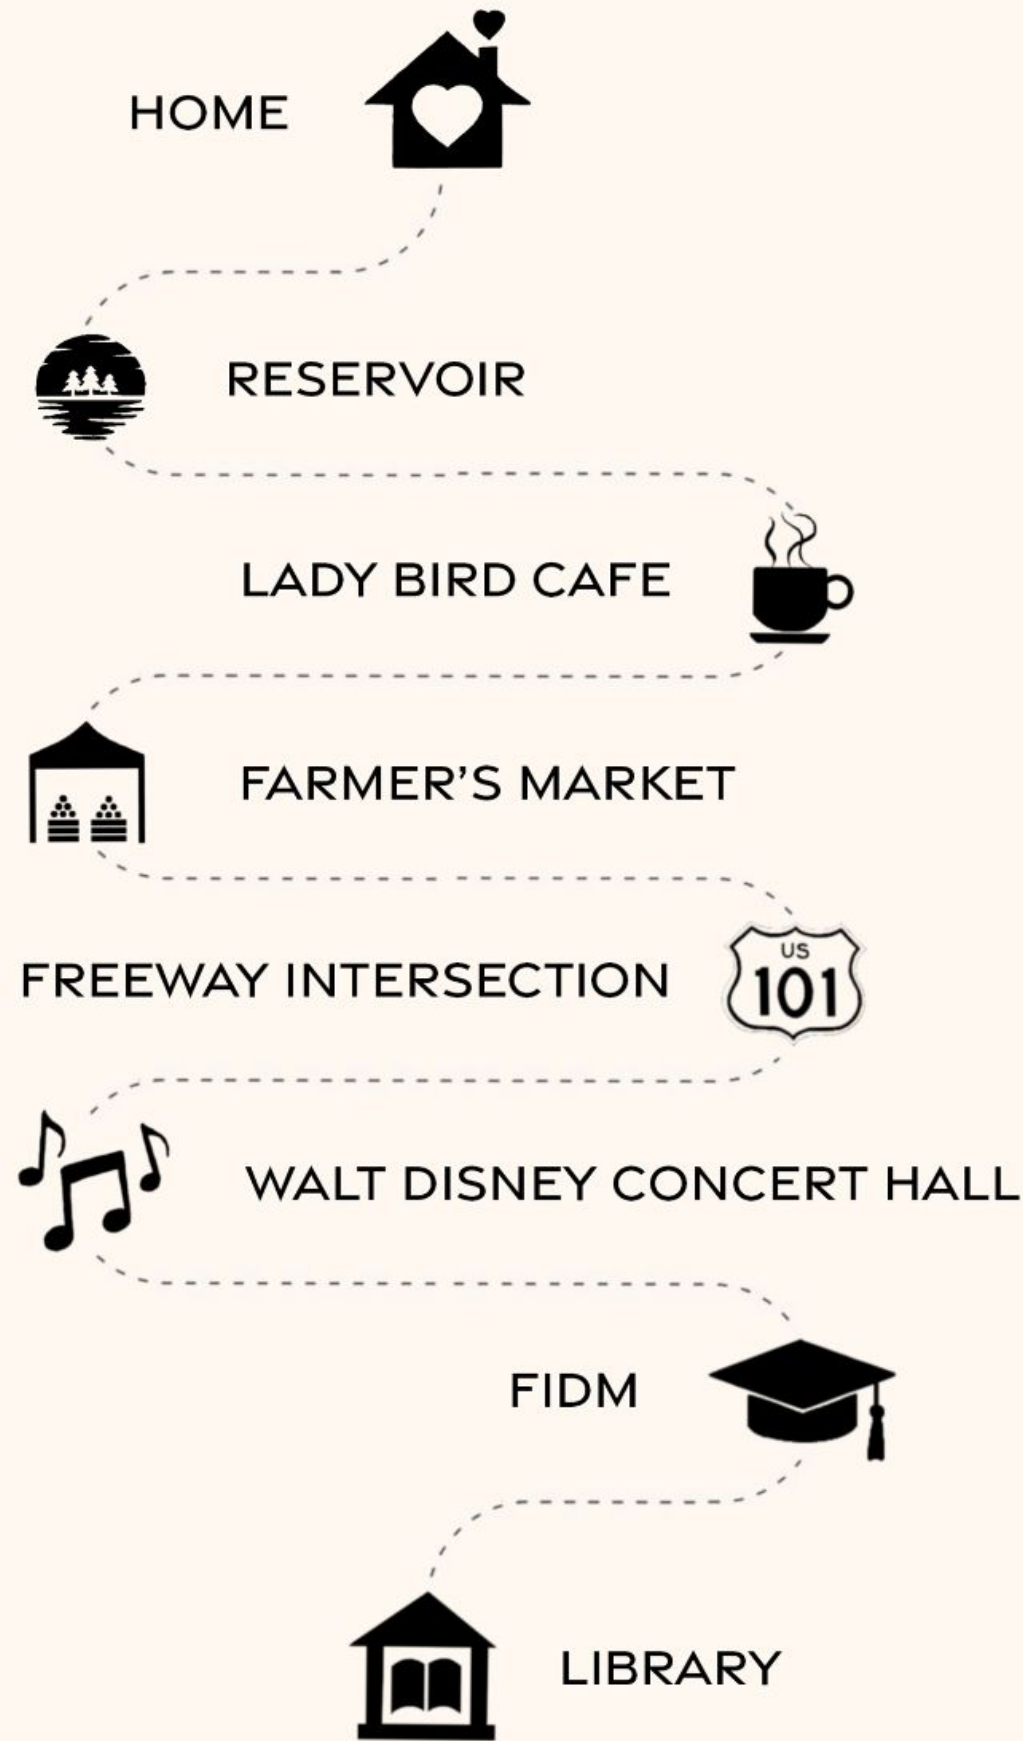 HOME
RESERVOIR
LADY BIRD CAFE
FARMER’S MARKET
FREEWAY INTERSECTION
US
101
WALT DISNEY CONCERT HALL
FIDM
LIBRARY